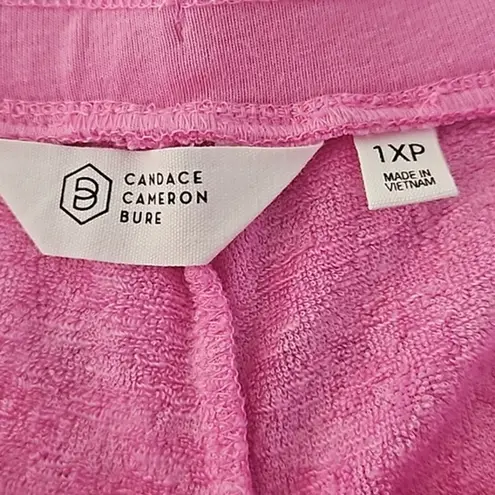 CANDACE
CAMERON
BURE
1XP
MADE IN
VIETNAM